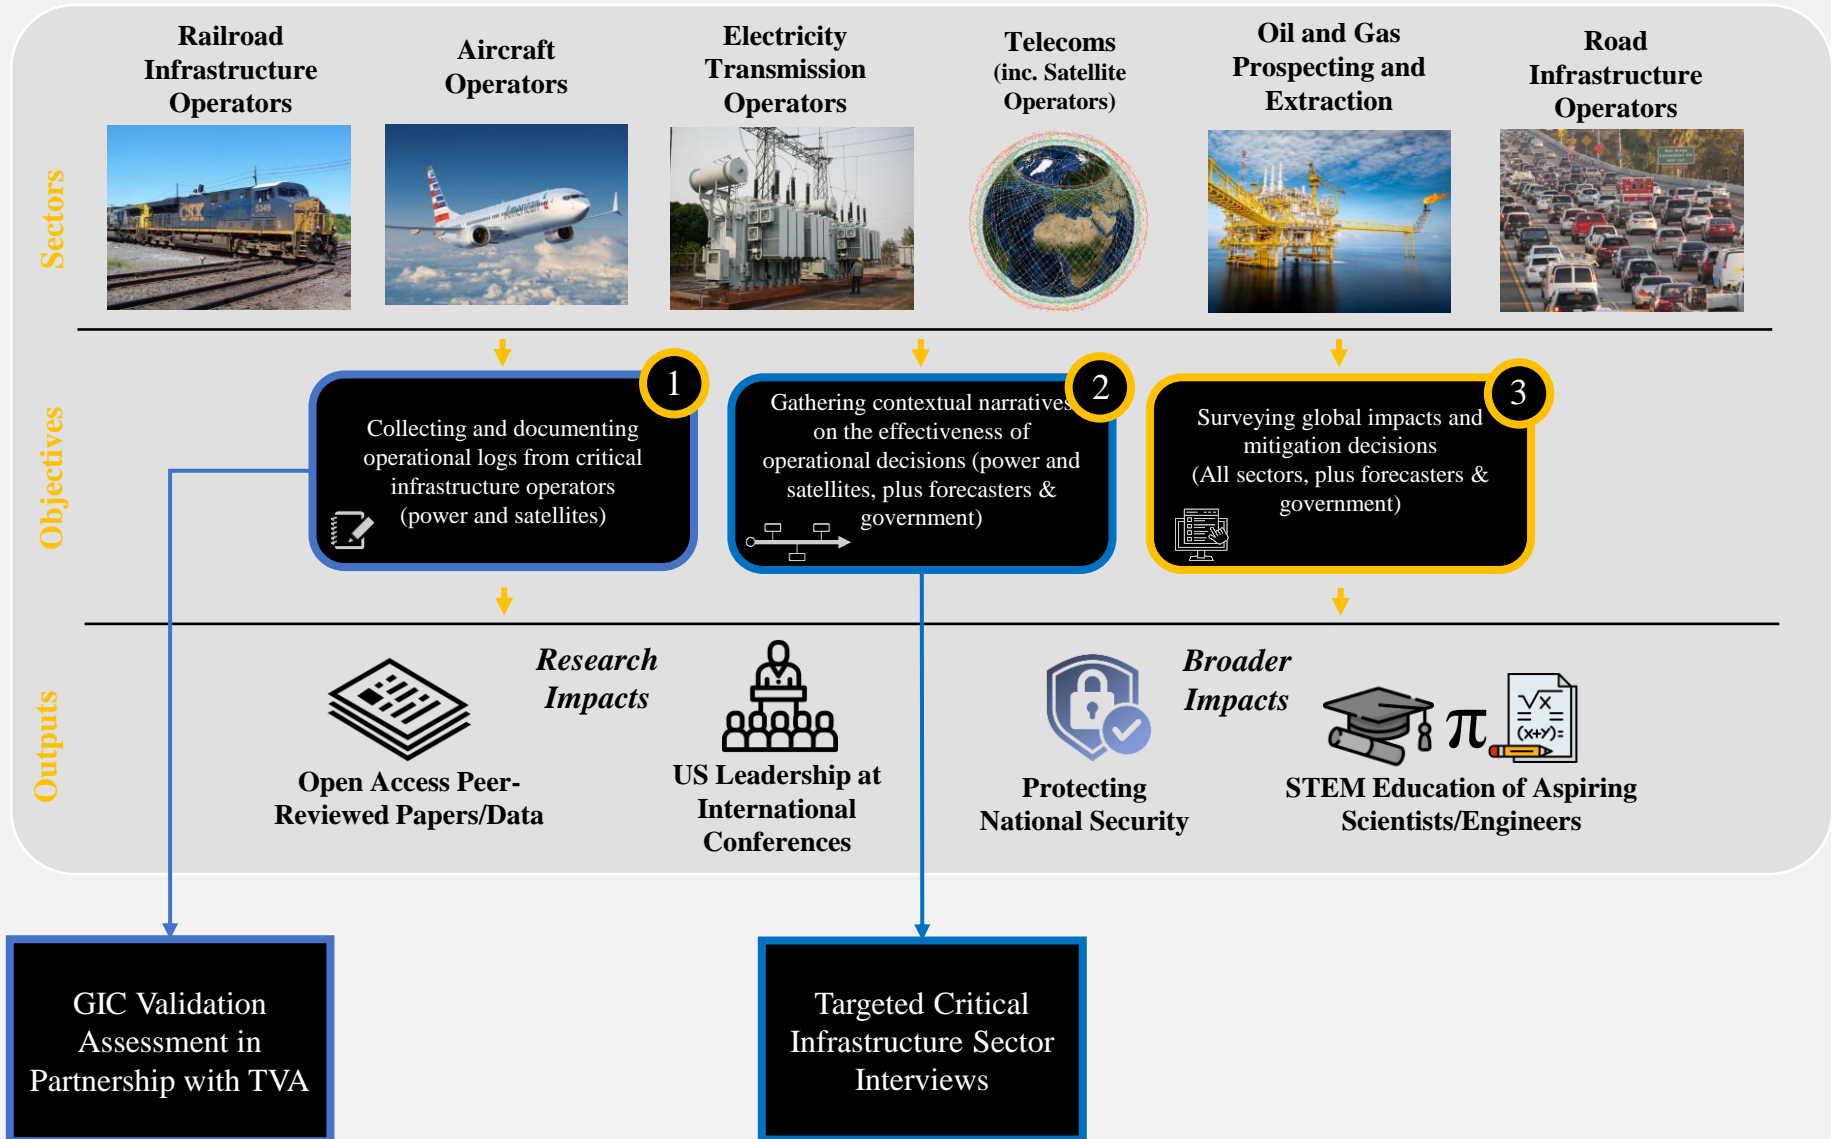 Railroad
Infrastructure
Operators
Aircraft
Operators
Electricity
Transmission
Operators
Telecoms
(inc. Satellite
Operators)
Oil and Gas
Prospecting and
Extraction
Road
Infrastructure
Operators
Sectors
CSX
5349
American
1
2
3
Objectives
Collecting and documenting
operational logs from critical
infrastructure operators
(power and satellites)
Gathering contextual narratives
on the effectiveness of
operational decisions (power and
satellites, plus forecasters &
government)
Surveying global impacts and
mitigation decisions
(All sectors, plus forecasters &
government)
Outputs
Research
Impacts
Broader
Impacts
π
√x
(x+y)=
Open Access Peer-
Reviewed Papers/Data
US Leadership at
International
Conferences
Protecting
National Security
STEM Education of Aspiring
Scientists/Engineers
GIC Validation
Assessment in
Partnership with TVA
Targeted Critical
Infrastructure Sector
Interviews